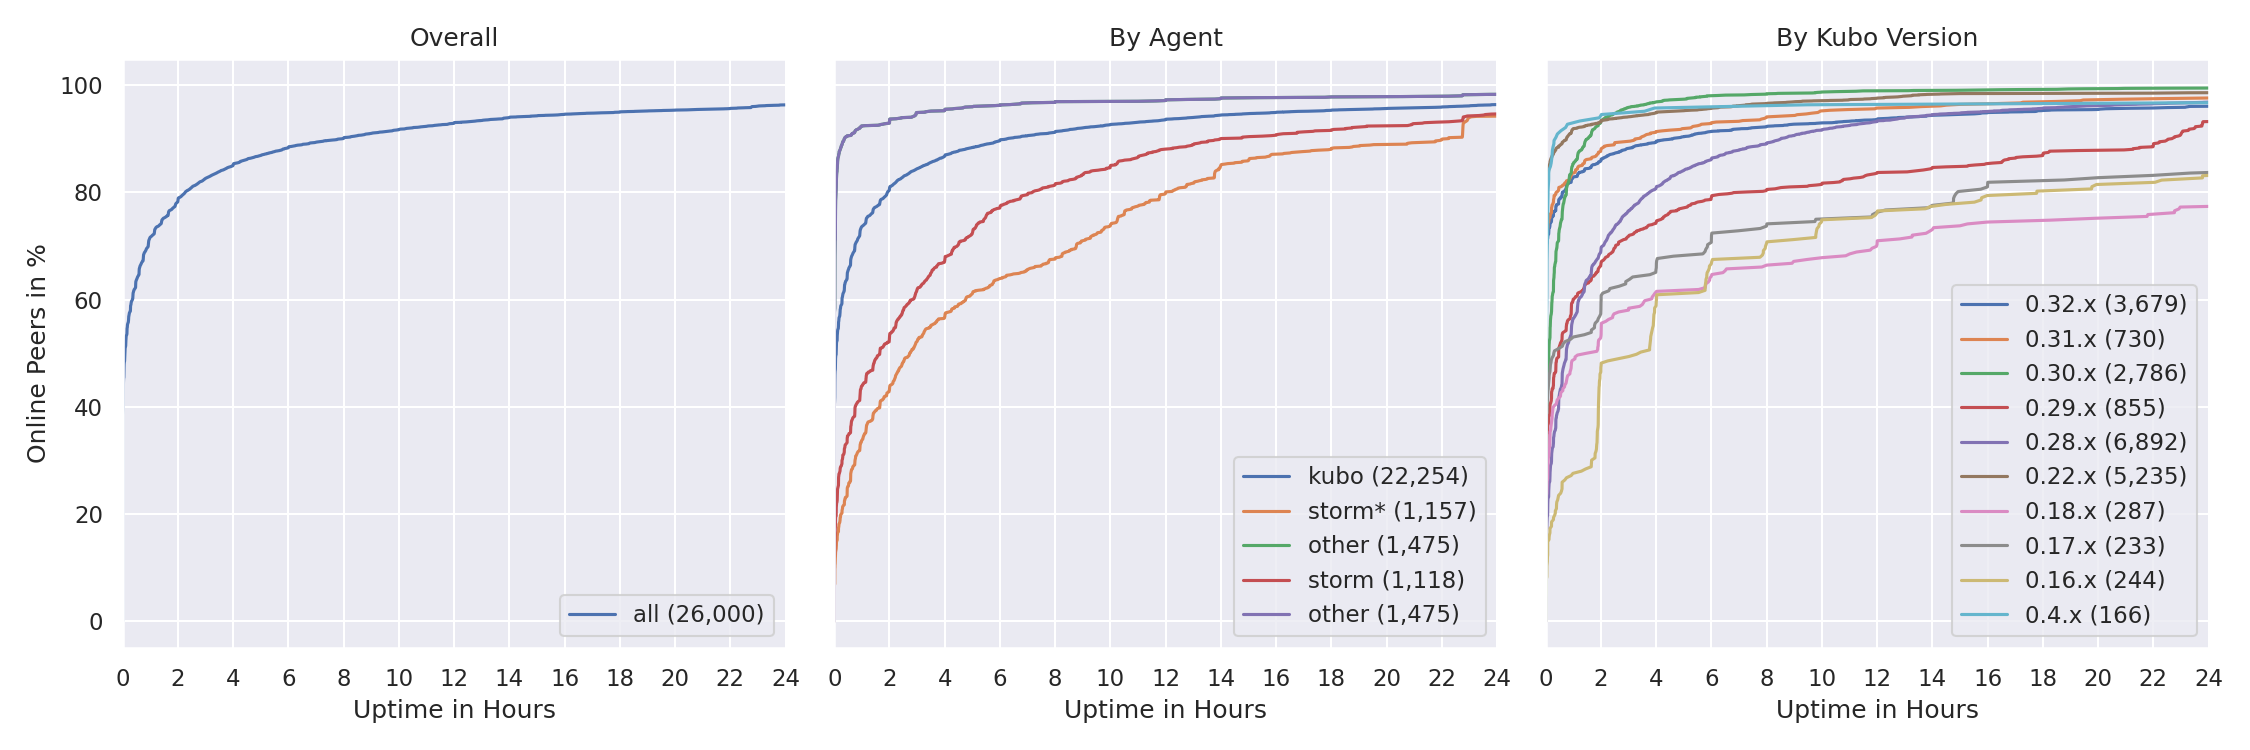 Overall
By Agent
By Kubo Version
Online Peers in %
100
80
60
40
20
0
all (26,000)
kubo (22,254)
storm* (1,157)
other (1,475)
storm (1,118)
other (1,475)
0.32.x (3,679)
0.31.x (730)
0.30.x (2,786)
0.29.x (855)
0.28.x (6,892)
0.22.x (5,235)
0.18.x (287)
0.17.x (233)
0.16.x (244)
0.4.x (166)
0 2 4 6 8 10 12 14 16 18 20 22 24
0 2 4 6 8 10 12 14 16 18 20 22 24
0 2 4 6 8 10 12 14 16 18 20 22 24
Uptime in Hours
Uptime in Hours
Uptime in Hours